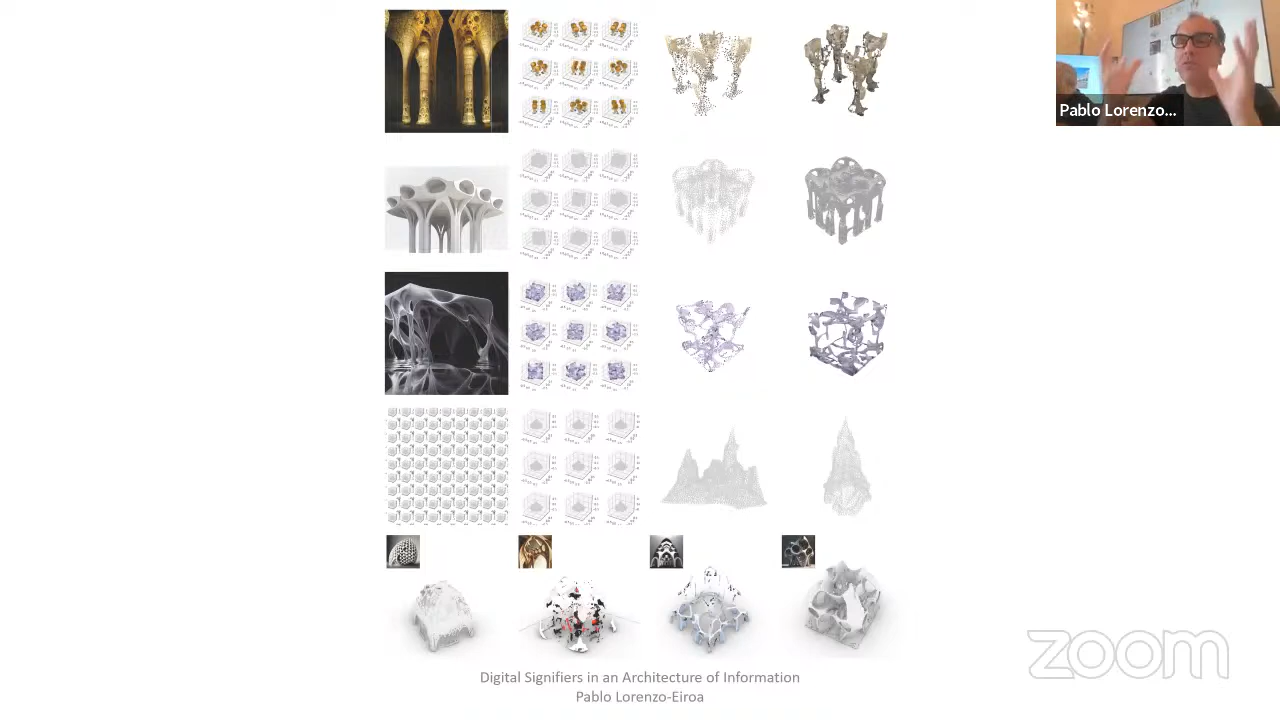 Pablo Lorenzo...
zoom
Digital Signifiers in an Architecture of Information
Pablo Lorenzo-Eiroa